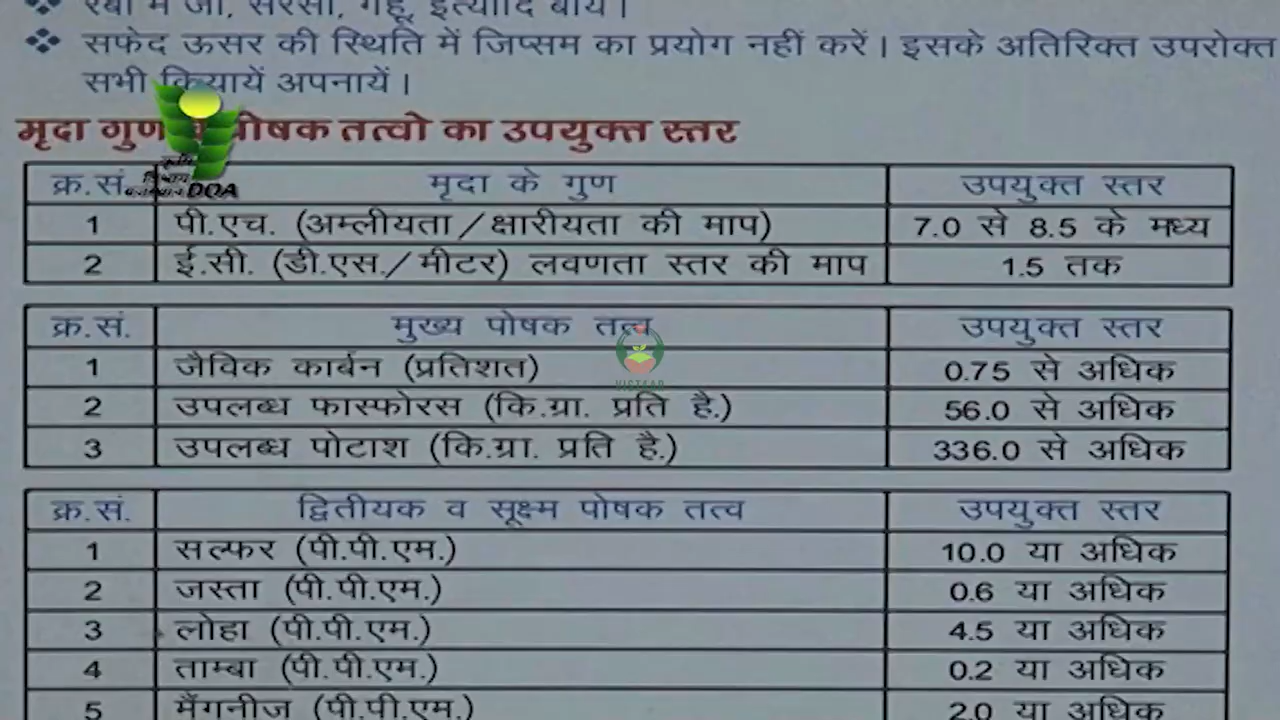 रबी में जौ, सरसों, गेहूं, इत्यादि बोयें।
❖ सफेद ऊसर की स्थिति में जिप्सम का प्रयोग नहीं करें। इसके अतिरिक्त उपरोक्त
सभी क्रियायें अपनायें।
मृदा गुण पोषक तत्वो का उपयुक्त स्तर
क्र.सं. मृदा के गुण उपयुक्त स्तर
1 पी.एच. (अम्लीयता/क्षारीयता की माप) 7.0 से 8.5 के मध्य
2 ई.सी. (डी.एस./मीटर) लवणता स्तर की माप 1.5 तक
क्र.सं. मुख्य पोषक तत्व उपयुक्त स्तर
1 जैविक कार्बन (प्रतिशत) 0.75 से अधिक
2 उपलब्ध फास्फोरस (कि.ग्रा. प्रति है.) 56.0 से अधिक
3 उपलब्ध पोटाश (कि.ग्रा. प्रति है.) 336.0 से अधिक
क्र.सं. द्वितीयक व सूक्ष्म पोषक तत्व उपयुक्त स्तर
1 सल्फर (पी.पी.एम.) 10.0 या अधिक
2 जस्ता (पी.पी.एम.) 0.6 या अधिक
3 लोहा (पी.पी.एम.) 4.5 या अधिक
4 ताम्बा (पी.पी.एम.) 0.2 या अधिक
5 मैंगनीज (पी.पी.एम.) 2.0 या अधिक
कृषि
DOA
VISTAAR